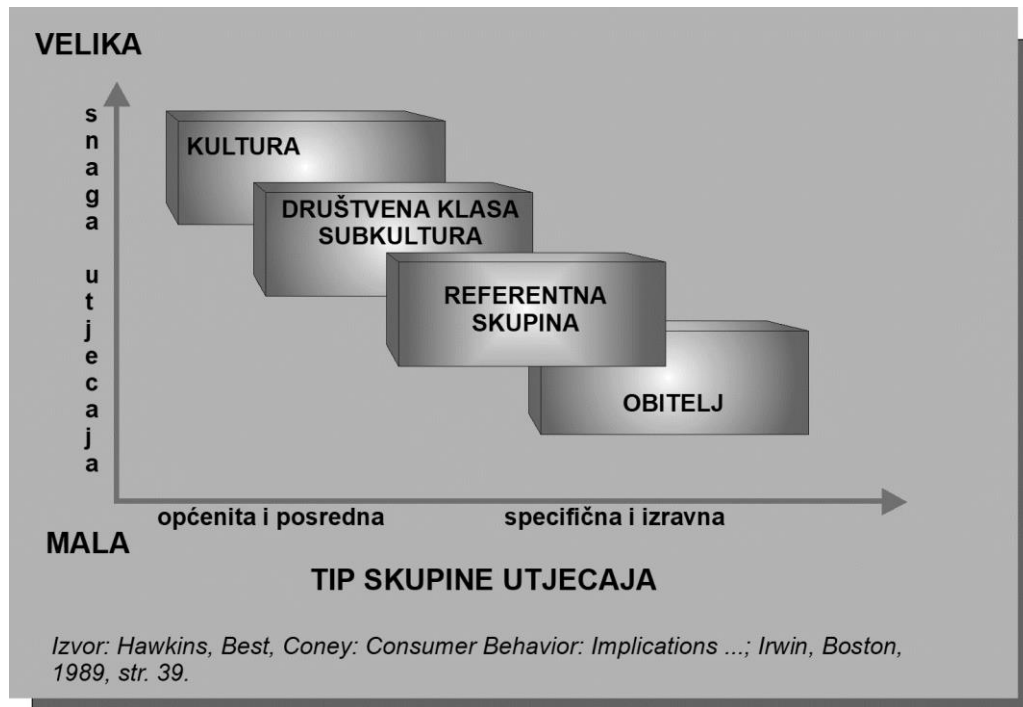 VELIKA
snaga utjecaja
KULTURA
DRUŠTVENA KLASA
SUBKULTURA
REFERENTNA
SKUPINA
OBITELJ
općenita i posredna
specifična i izravna
MALA
TIP SKUPINE UTJECAJA
Izvor: Hawkins, Best, Coney: Consumer Behavior: Implications ...; Irwin, Boston,
1989, str. 39.